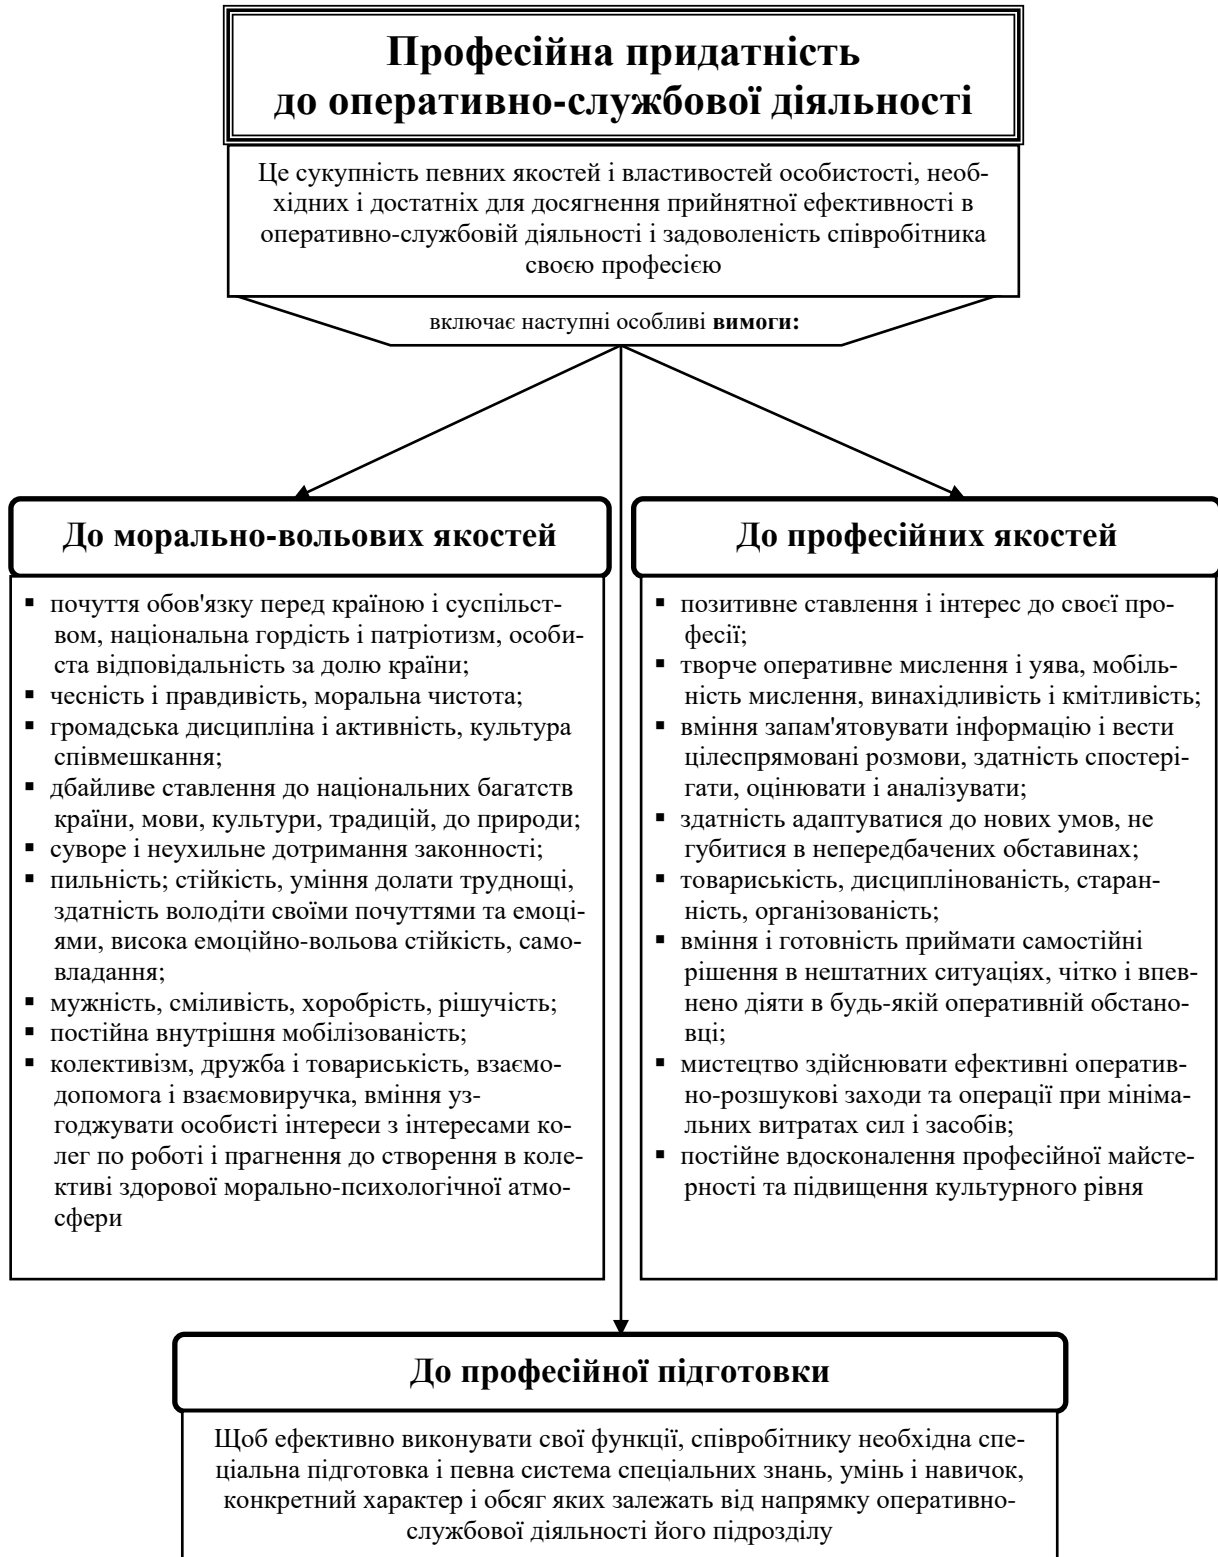 Професійна придатність
до оперативно-службової діяльності
Це сукупність певних якостей і властивостей особистості, необ-
хідних і достатніх для досягнення прийнятної ефективності в
оперативно-службовій діяльності і задоволеність співробітника
своєю професією
включає наступні особливі вимоги:
До морально-вольових якостей
▪ почуття обов'язку перед країною і суспільст-
вом, національна гордість і патріотизм, особи-
ста відповідальність за долю країни;
▪ чесність і правдивість, моральна чистота;
▪ громадська дисципліна і активність, культура
співмешкання;
▪ дбайливе ставлення до національних багатств
країни, мови, культури, традицій, до природи;
▪ суворе і неухильне дотримання законності;
▪ пильність; стійкість, уміння долати труднощі,
здатність володіти своїми почуттями та емоці-
ями, висока емоційно-вольова стійкість, само-
владання;
▪ мужність, сміливість, хоробрість, рішучість;
▪ постійна внутрішня мобілізованість;
▪ колективізм, дружба і товариськість, взаємо-
допомога і взаємовиручка, вміння уз-
годжувати особисті інтереси з інтересами ко-
лег по роботі і прагнення до створення в коле-
ктиві здорової морально-психологічної атмо-
сфери
До професійних якостей
▪ позитивне ставлення і інтерес до своєї про-
фесії;
▪ творче оперативне мислення і уява, мобіль-
ність мислення, винахідливість і кмітливість;
▪ вміння запам'ятовувати інформацію і вести
цілеспрямовані розмови, здатність спостері-
гати, оцінювати і аналізувати;
▪ здатність адаптуватися до нових умов, не
губитися в непередбачених обставинах;
▪ товариськість, дисциплінованість, старан-
ність, організованість;
▪ вміння і готовність приймати самостійні
рішення в нештатних ситуаціях, чітко і впев-
нено діяти в будь-якій оперативній обстано-
вці;
▪ мистецтво здійснювати ефективні оператив-
но-розшукові заходи та операції при мініма-
льних витратах сил і засобів;
▪ постійне вдосконалення професійної майсте-
рності та підвищення культурного рівня
До професійної підготовки
Щоб ефективно виконувати свої функції, співробітнику необхідна спе-
ціальна підготовка і певна система спеціальних знань, умінь і навичок,
конкретний характер і обсяг яких залежать від напрямку оперативно-
службової діяльності його підрозділу